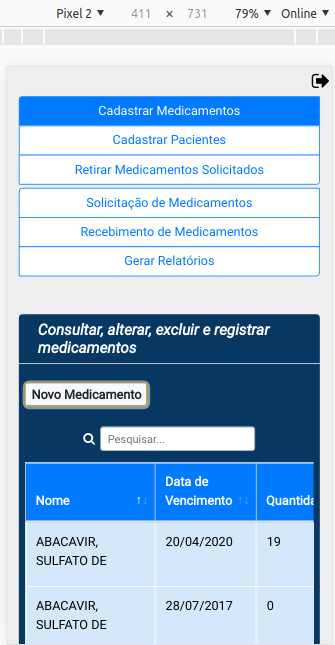 Pixel 2 ▼ 411 × 731 79% ▼ Online ▼
Cadastrar Medicamentos
Cadastrar Pacientes
Retirar Medicamentos Solicitados
Solicitação de Medicamentos
Recebimento de Medicamentos
Gerar Relatórios
Consultar, alterar, excluir e registrar
medicamentos
Novo Medicamento
Pesquisar...
Nome
Data de
Vencimento
Quantida
ABACAVIR,
SULFATO DE
20/04/2020
19
ABACAVIR,
SULFATO DE
28/07/2017
0